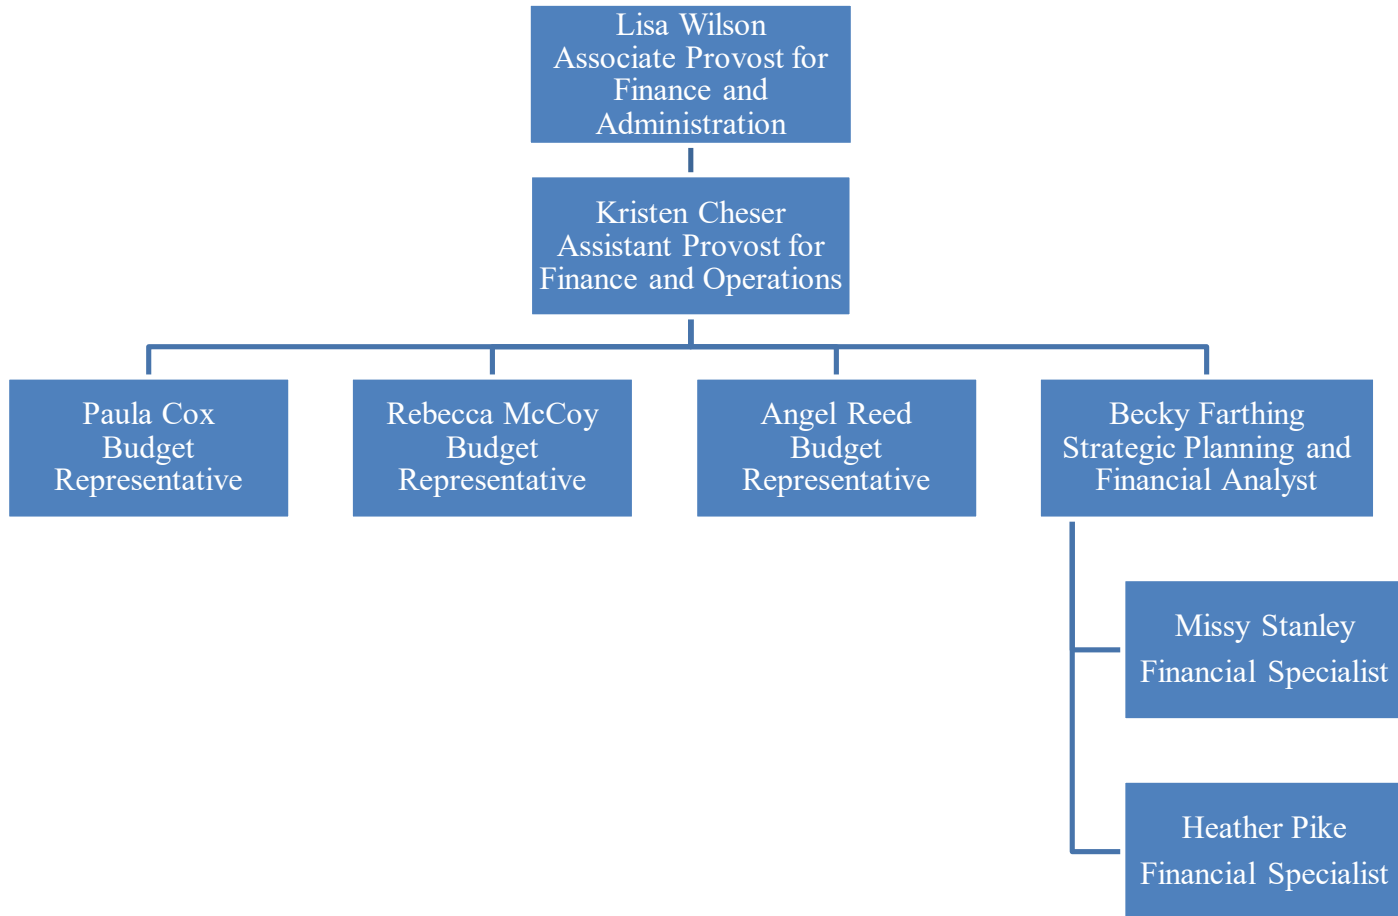 Lisa Wilson
Associate Provost for
Finance and
Administration
Kristen Cheser
Assistant Provost for
Finance and Operations
Paula Cox
Budget
Representative
Rebecca McCoy
Budget
Representative
Angel Reed
Budget
Representative
Becky Farthing
Strategic Planning and
Financial Analyst
Missy Stanley
Financial Specialist
Heather Pike
Financial Specialist